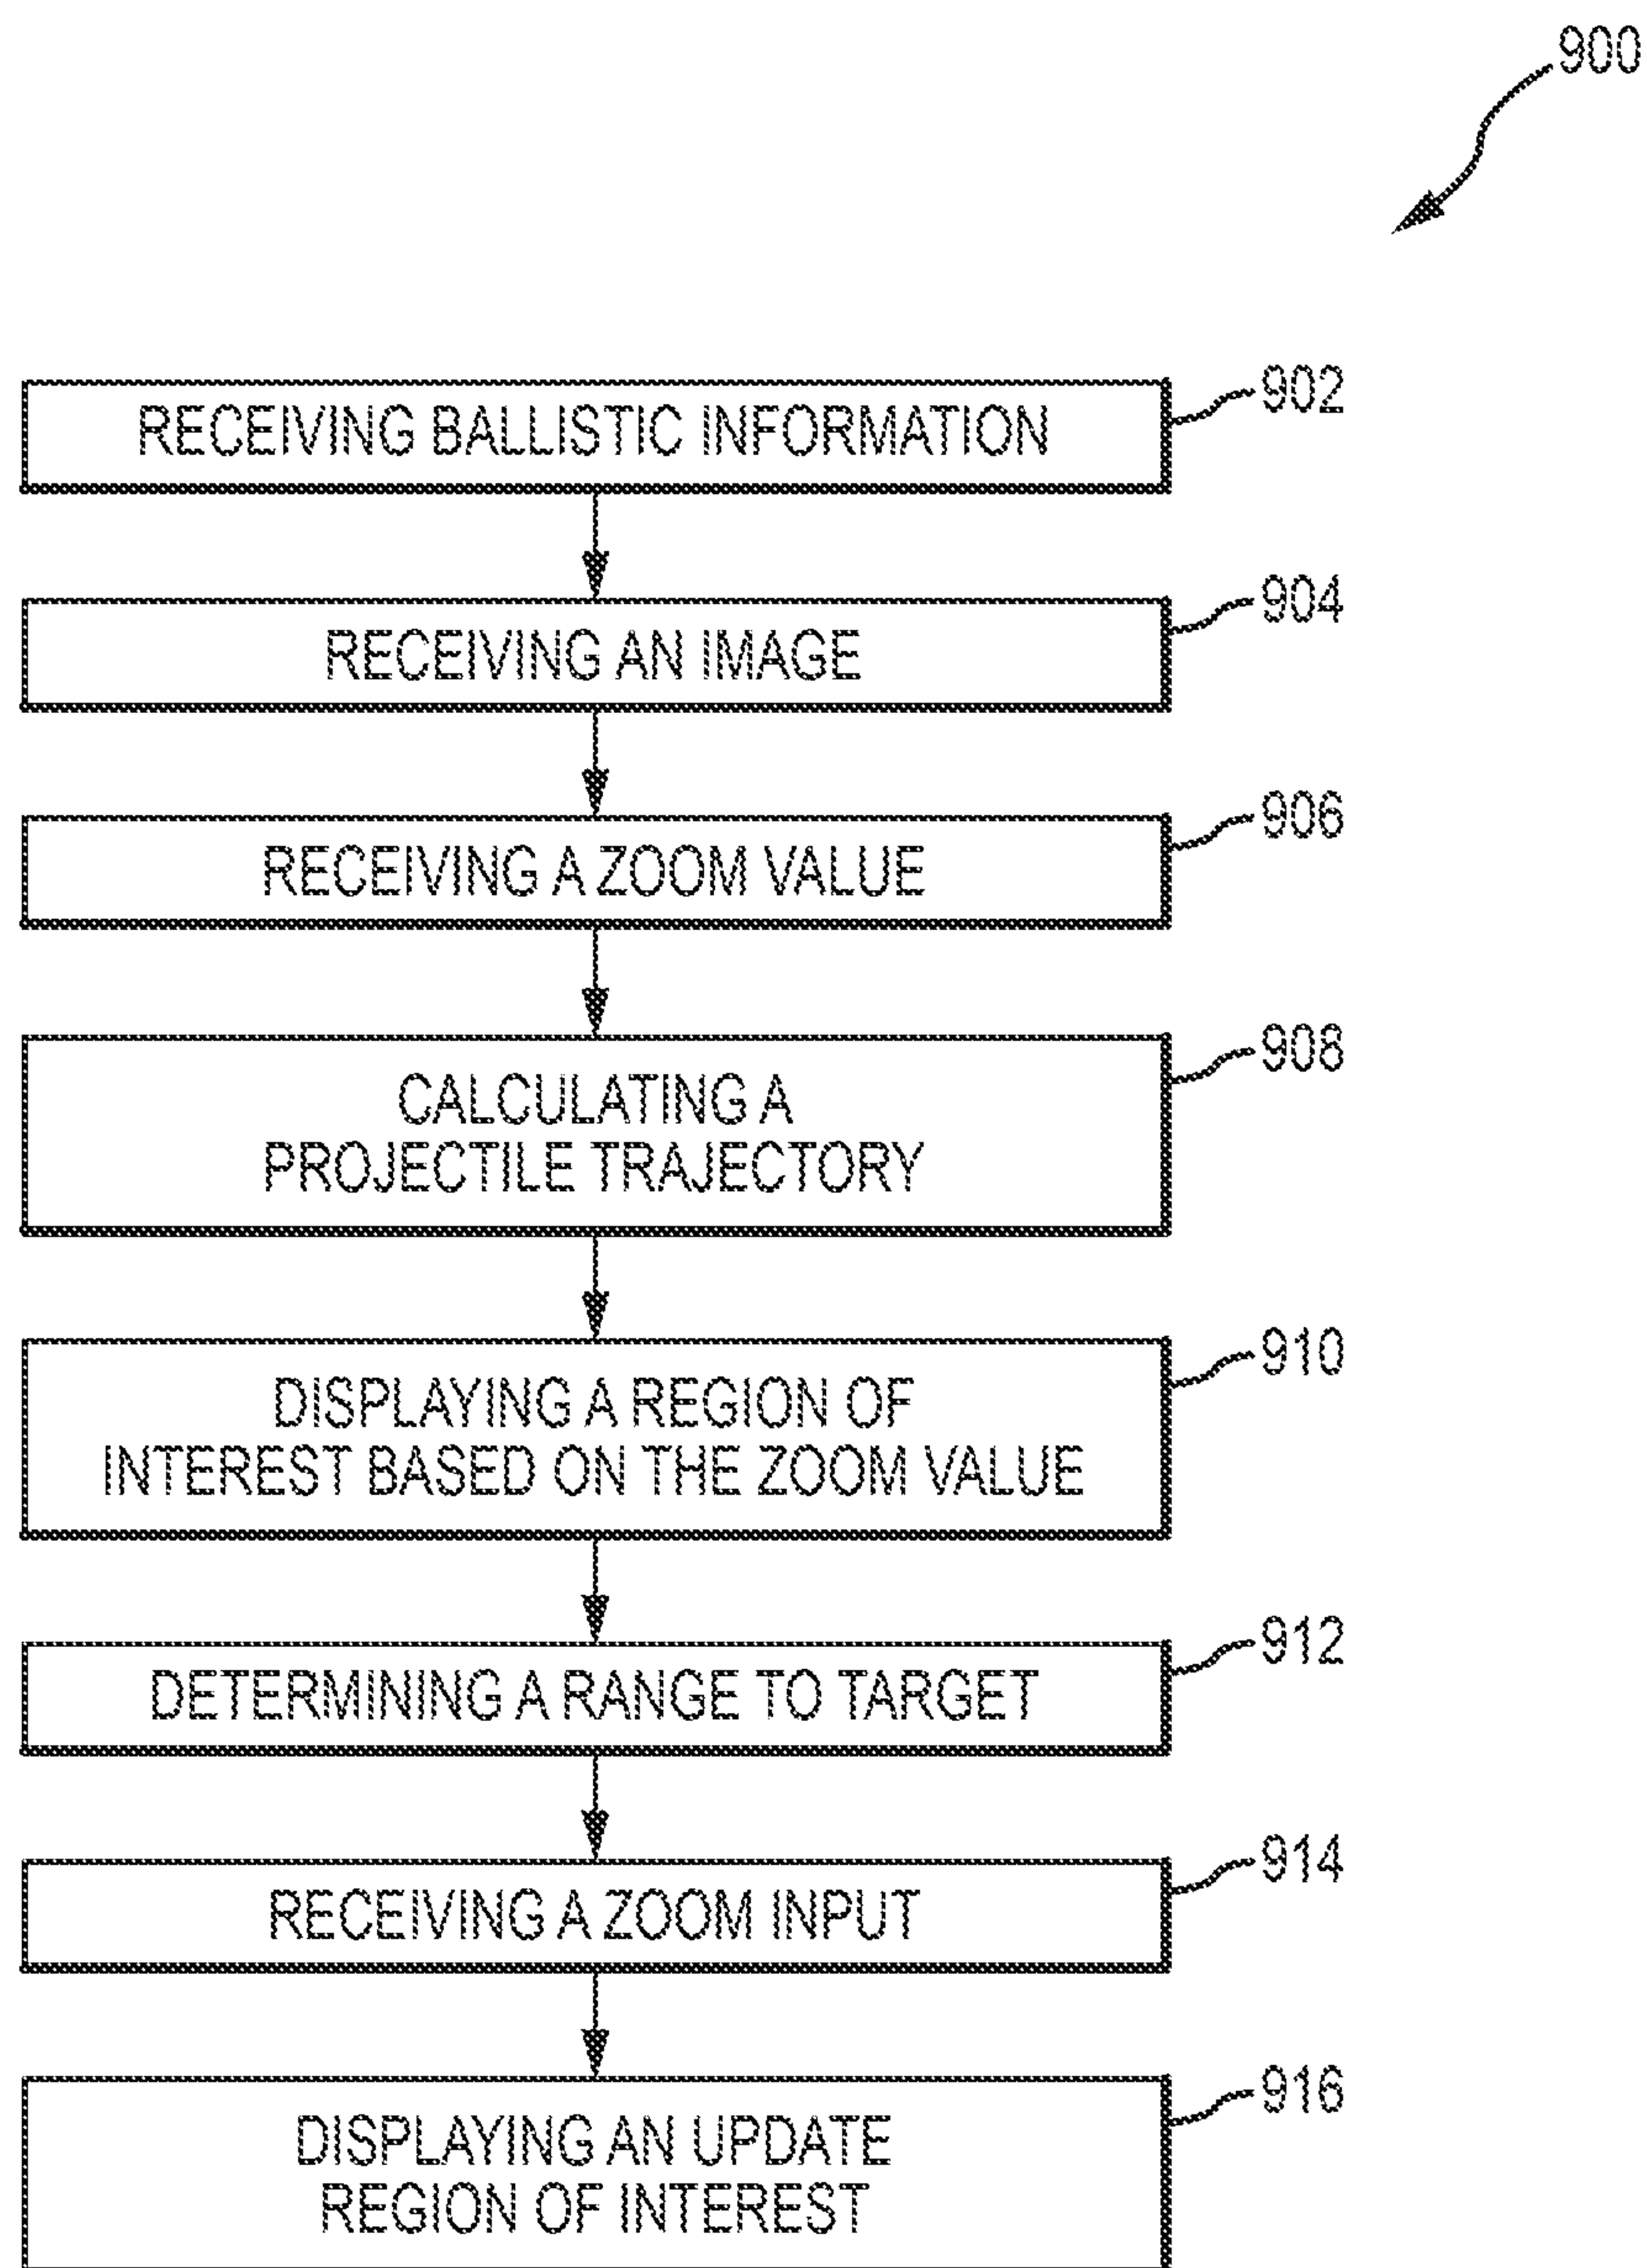 900
RECEIVING BALLISTIC INFORMATION
902
RECEIVING AN IMAGE
904
RECEIVING A ZOOM VALUE
906
CALCULATING A
PROJECTILE TRAJECTORY
908
DISPLAYING A REGION OF
INTEREST BASED ON THE ZOOM VALUE
910
DETERMINING A RANGE TO TARGET
912
RECEIVING A ZOOM INPUT
914
DISPLAYING AN UPDATE
REGION OF INTEREST
916